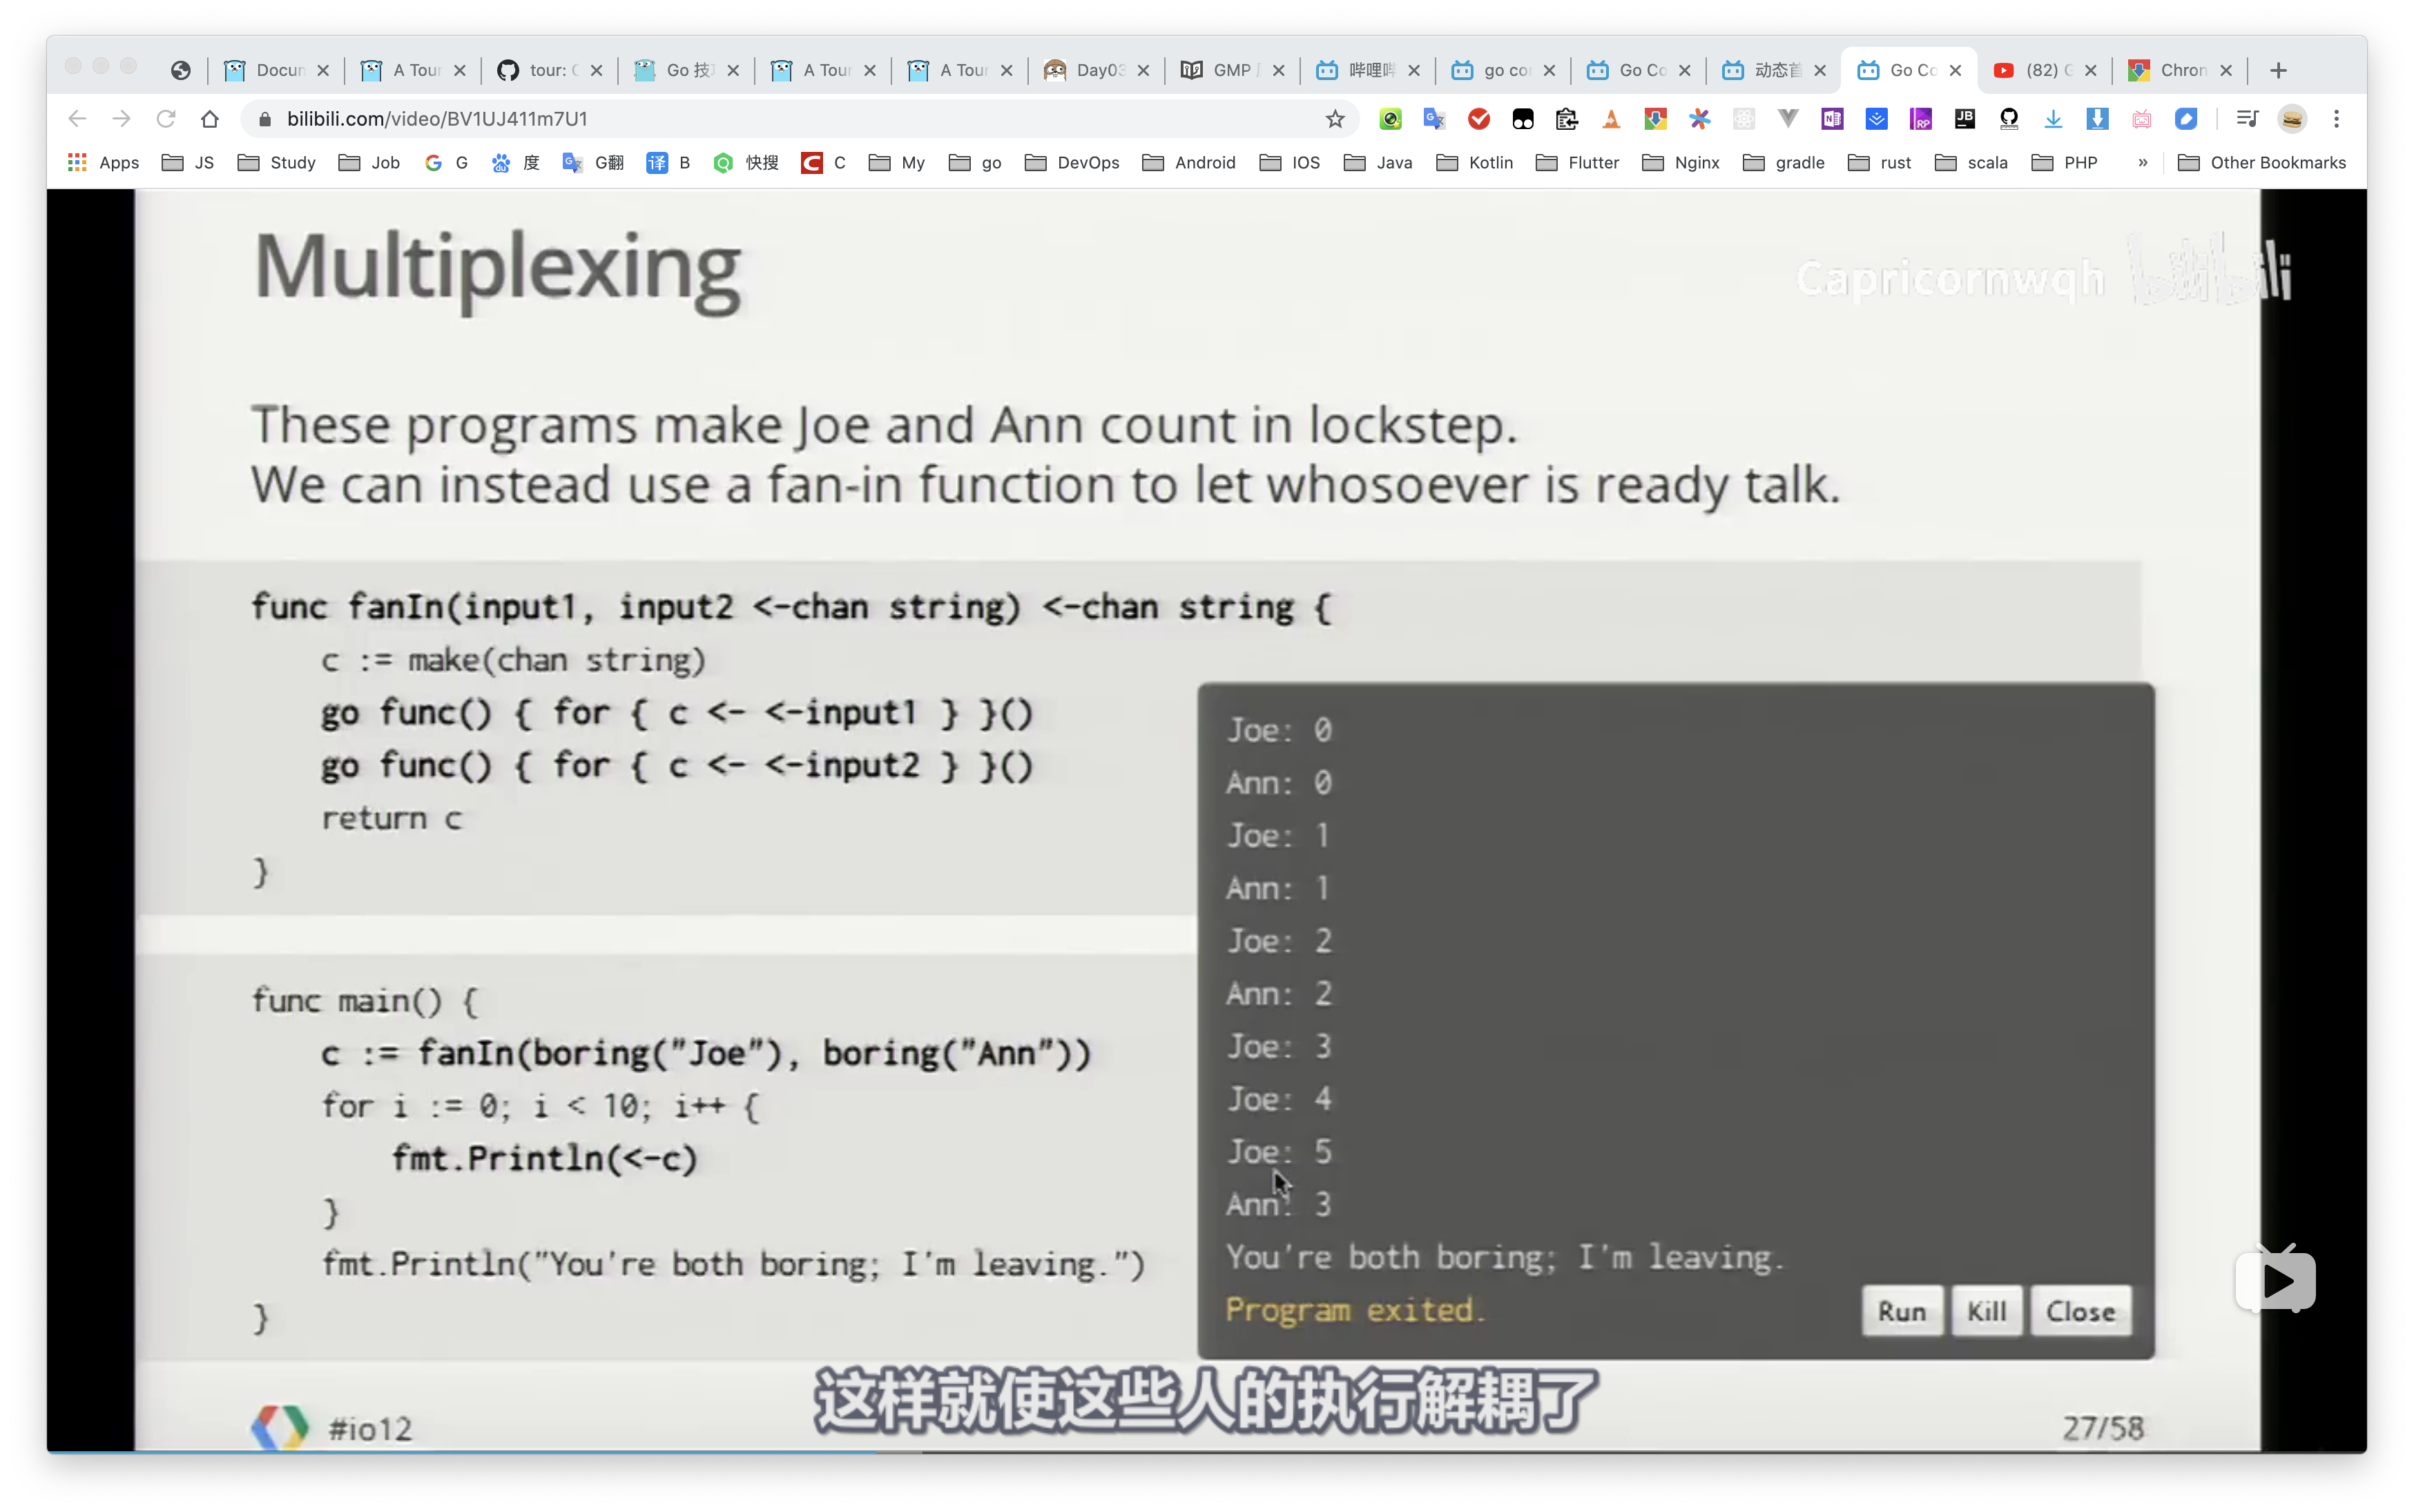 Docun
A Tour
tour: G
Go 技巧
A Tour
A Tour
Day03
GMP
哔哩哔
go co
Go Co
动态首
Go Co
(82) G
Chron
bilibili.com/video/BV1UJ411m7U1
Apps JS Study Job G 度 G翻 B 快搜 C My go DevOps Android IOS Java Kotlin Flutter Nginx gradle rust scala PHP » Other Bookmarks
Multiplexing
Capricornwqh bilibili
These programs make Joe and Ann count in lockstep.
We can instead use a fan-in function to let whosoever is ready talk.
func fanIn(input1, input2 <-chan string) <-chan string {
c := make(chan string)
go func() { for { c <- <-input1 } }()
go func() { for { c <- <-input2 } }()
return c
}
func main() {
c := fanIn(boring("Joe"), boring("Ann"))
for i := 0; i < 10; i++ {
fmt.Println(<-c)
}
fmt.Println("You're both boring; I'm leaving.")
}
Joe: 0
Ann: 0
Joe: 1
Ann: 1
Joe: 2
Ann: 2
Joe: 3
Joe: 4
Joe: 5
Ann: 3
You're both boring; I'm leaving.
Program exited.
Run Kill Close
这样就使这些人的执行解耦了
#io12
27/58